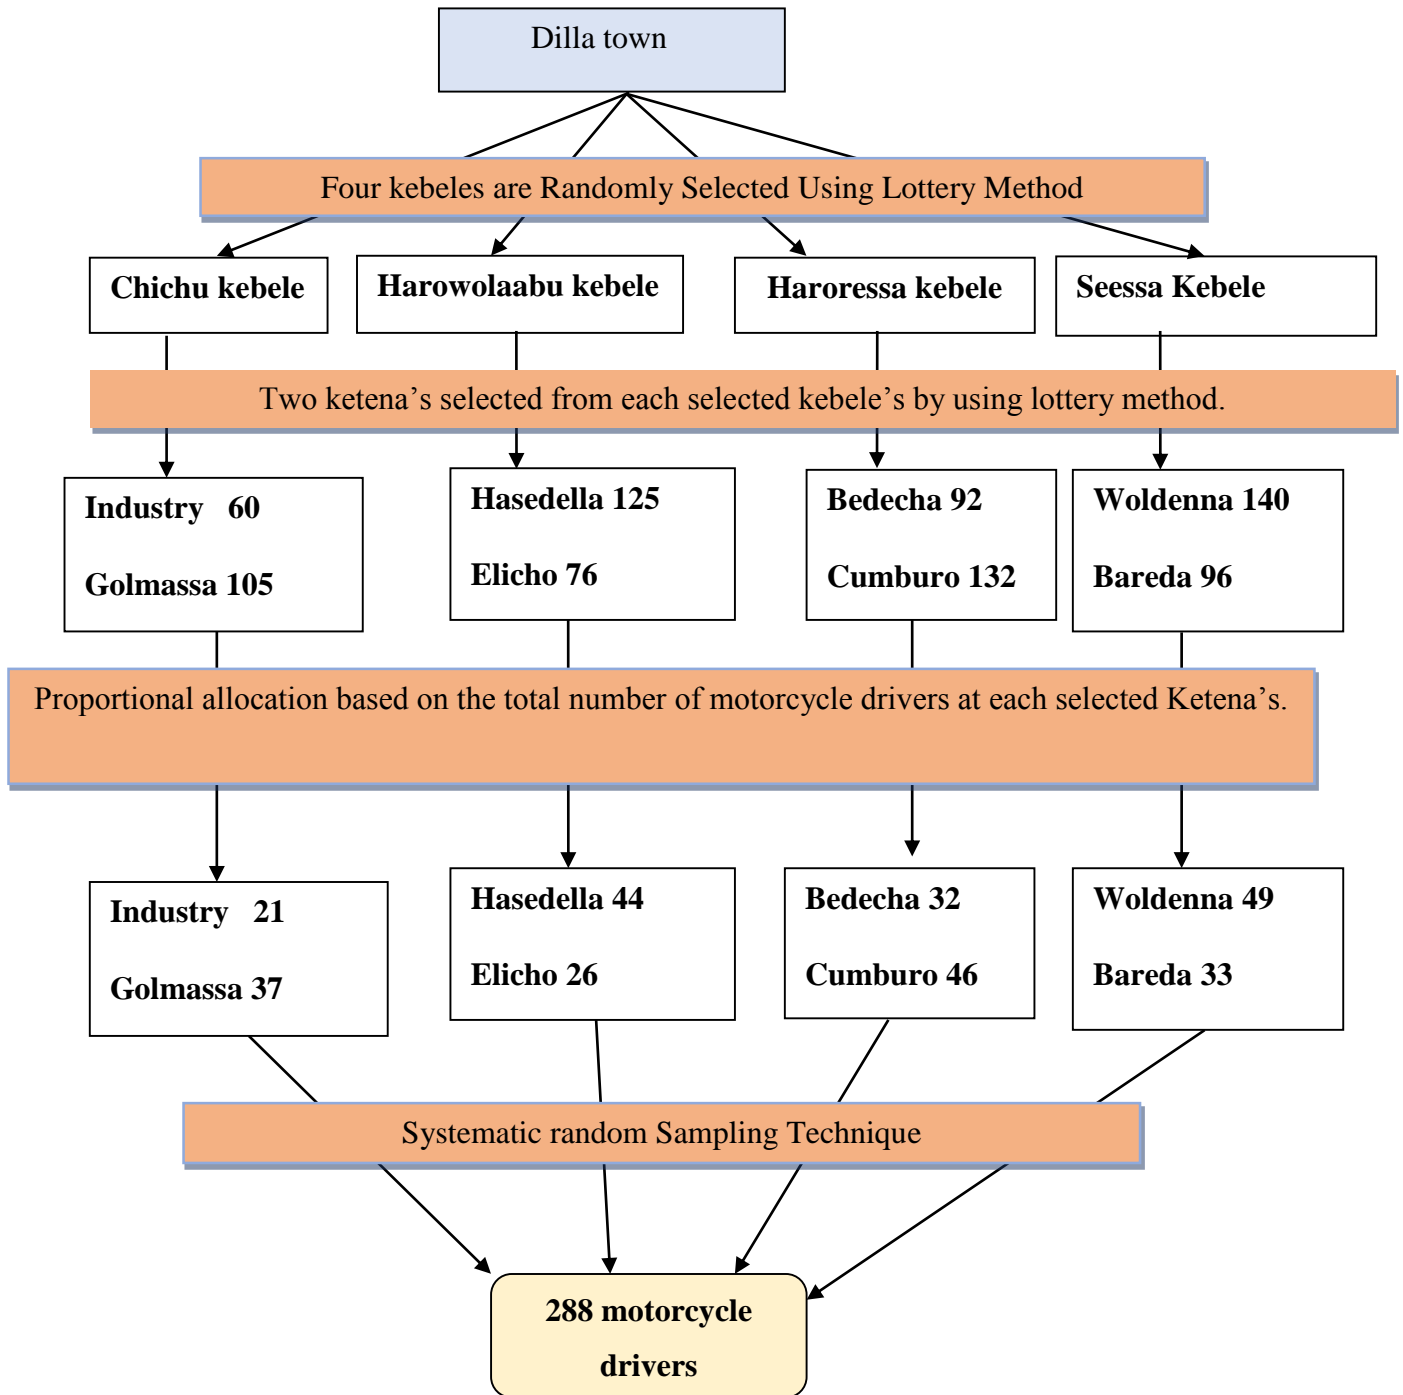 Dilla town
Four kebeles are Randomly Selected Using Lottery Method
Chichu kebele
Harowolaabu kebele
Haroressa kebele
Seessa Kebele
Two ketena’s selected from each selected kebele’s by using lottery method.
Industry 60
Golmassa 105
Hasedella 125
Elicho 76
Bedecha 92
Cumburo 132
Woldenna 140
Bareda 96
Proportional allocation based on the total number of motorcycle drivers at each selected Ketena’s.
Industry 21
Golmassa 37
Hasedella 44
Elicho 26
Bedecha 32
Cumburo 46
Woldenna 49
Bareda 33
Systematic random Sampling Technique
288 motorcycle
drivers